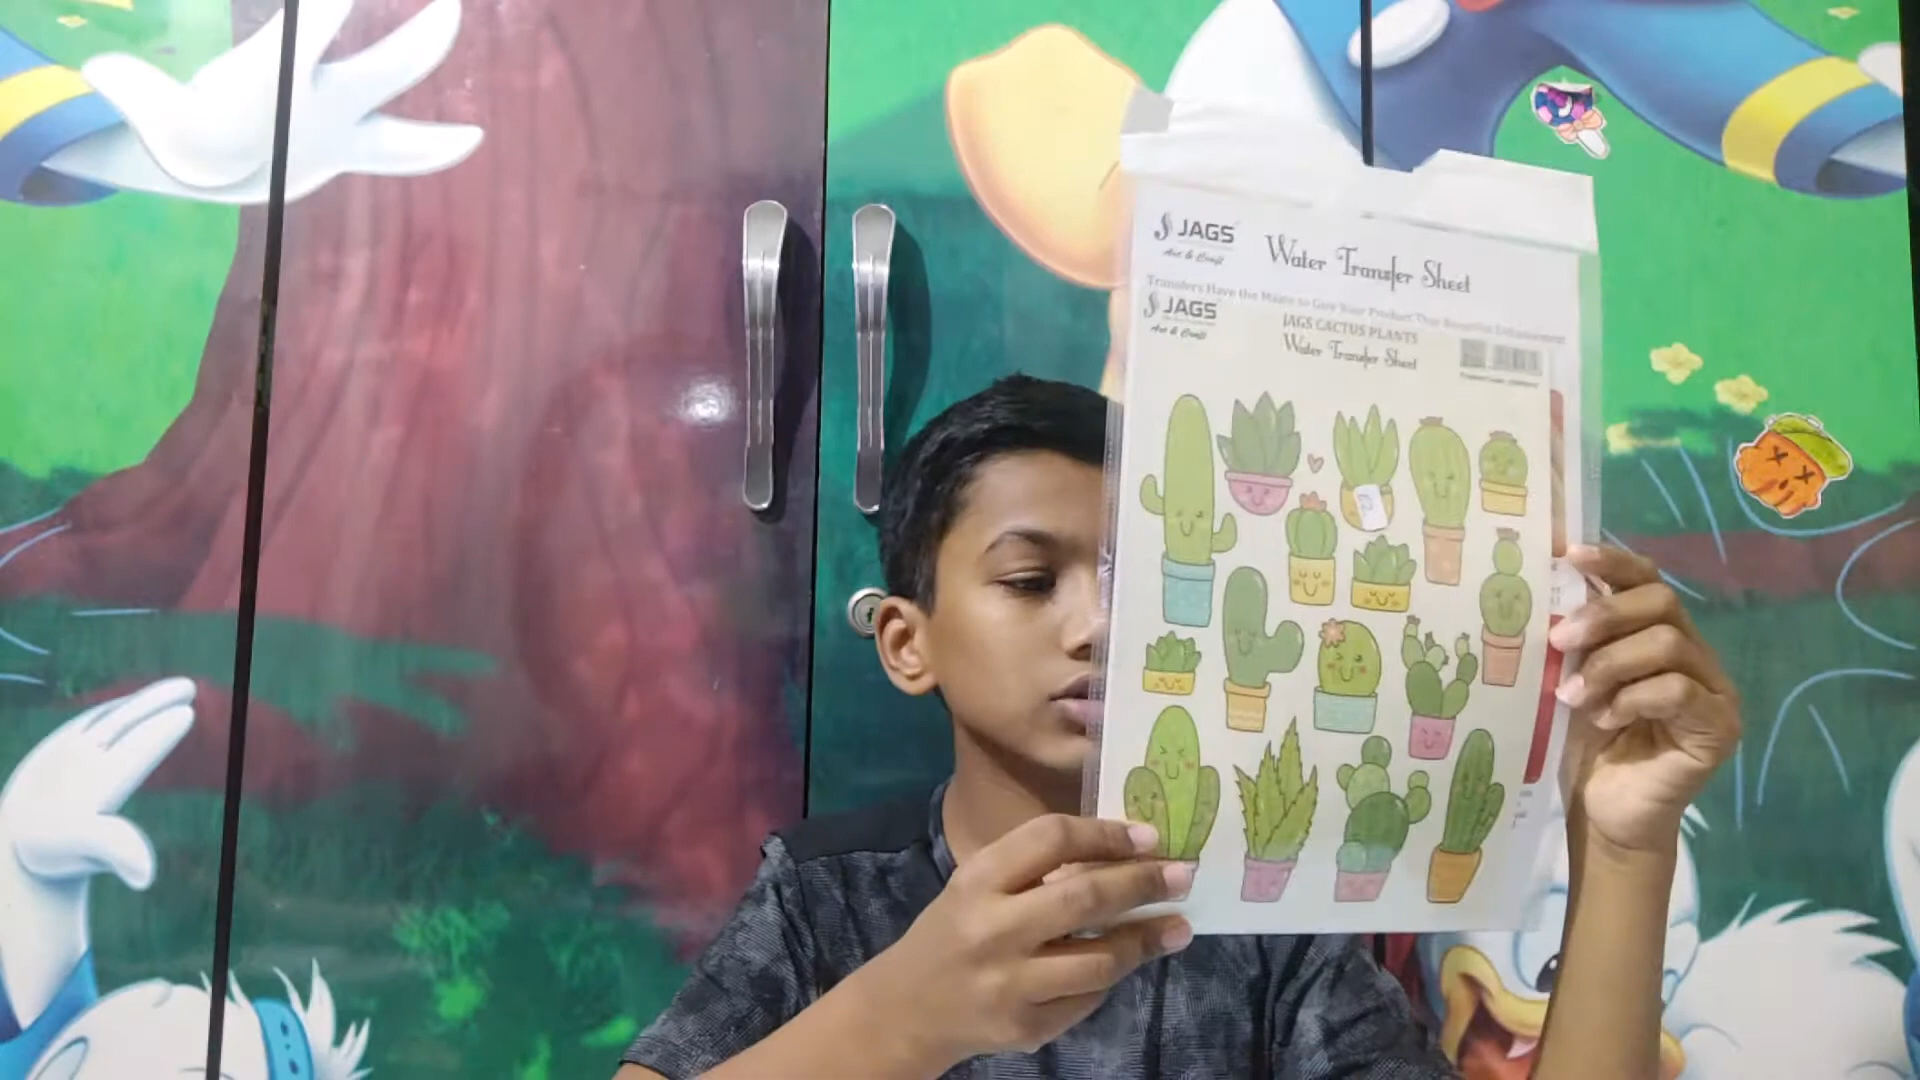 JAGS
Art & Craft
Water Transfer Sheet
Transfers Have the Magic to Give Your Product That Beautiful Enhancement
JAGS
Art & Craft
JAGS CACTUS PLANTS
Water Transfer Sheet